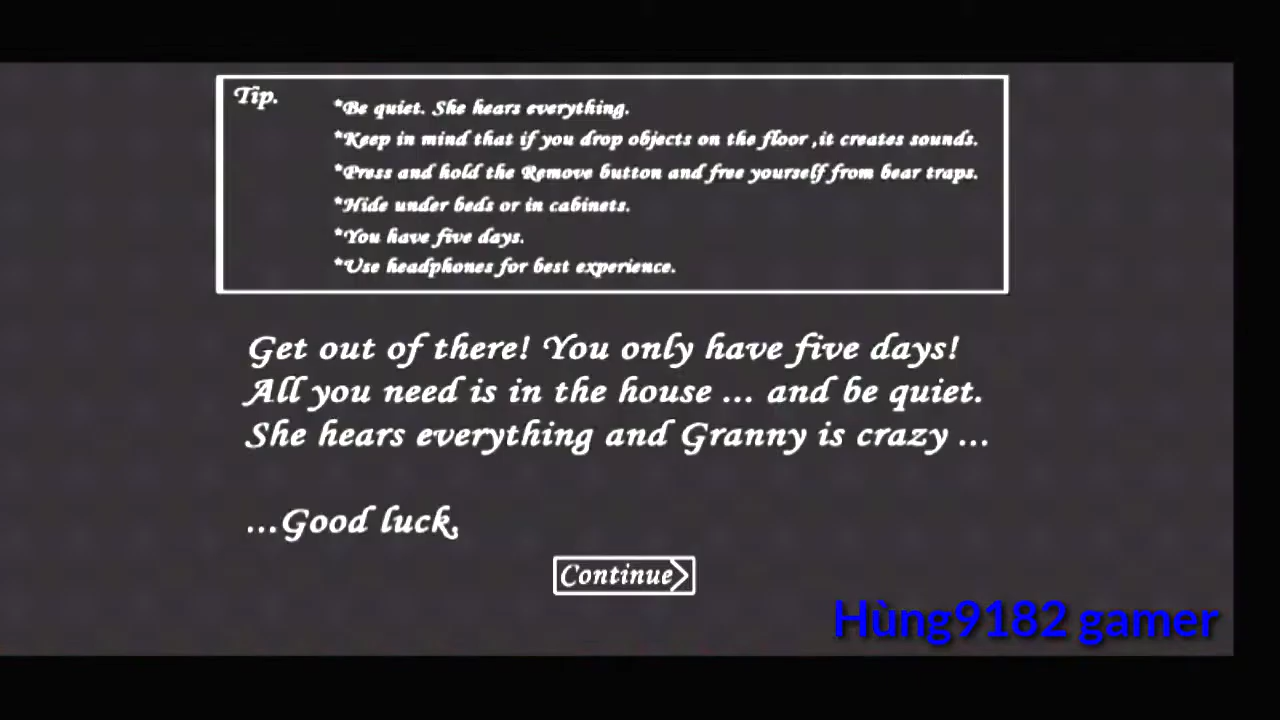 Tip.
*Be quiet. She hears everything.
*Keep in mind that if you drop objects on the floor ,it creates sounds.
*Press and hold the Remove button and free yourself from bear traps.
*Hide under beds or in cabinets.
*You have five days.
*Use headphones for best experience.
Get out of there! You only have five days!
All you need is in the house ... and be quiet.
She hears everything and Granny is crazy ...
...Good luck.
Continue>
Hùng9182 gamer